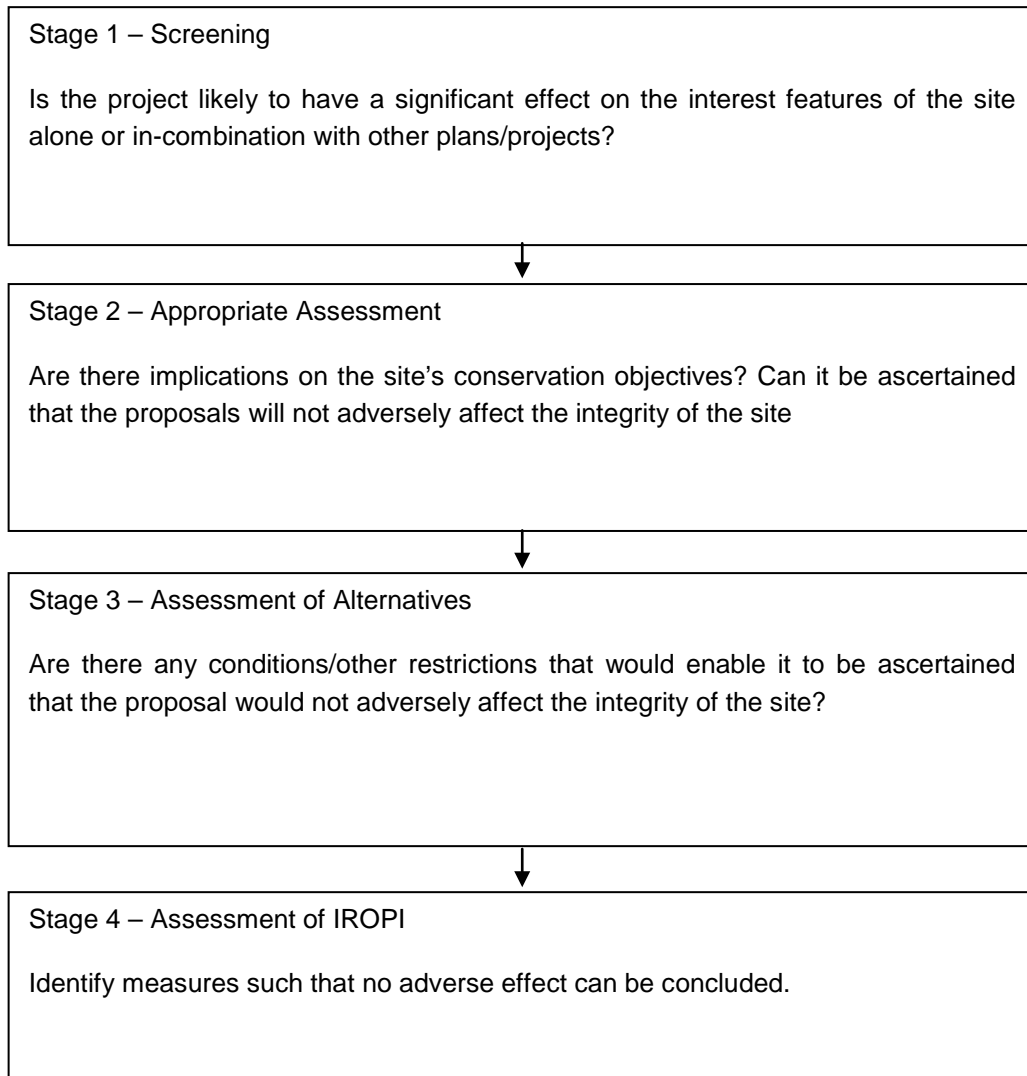 Stage 1 – Screening
Is the project likely to have a significant effect on the interest features of the site
alone or in-combination with other plans/projects?
Stage 2 – Appropriate Assessment
Are there implications on the site’s conservation objectives? Can it be ascertained
that the proposals will not adversely affect the integrity of the site
Stage 3 – Assessment of Alternatives
Are there any conditions/other restrictions that would enable it to be ascertained
that the proposal would not adversely affect the integrity of the site?
Stage 4 – Assessment of IROPI
Identify measures such that no adverse effect can be concluded.